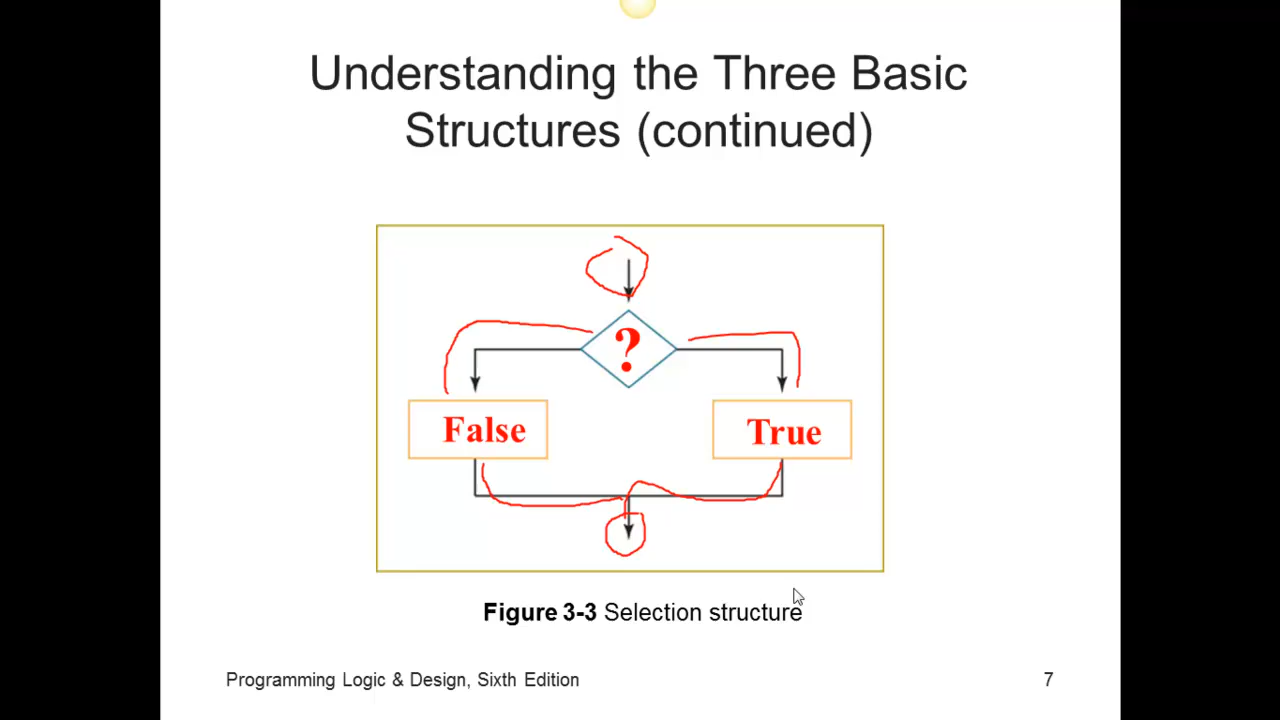 Understanding the Three Basic
Structures (continued)
?
False
True
Figure 3-3 Selection structure
Programming Logic & Design, Sixth Edition
7